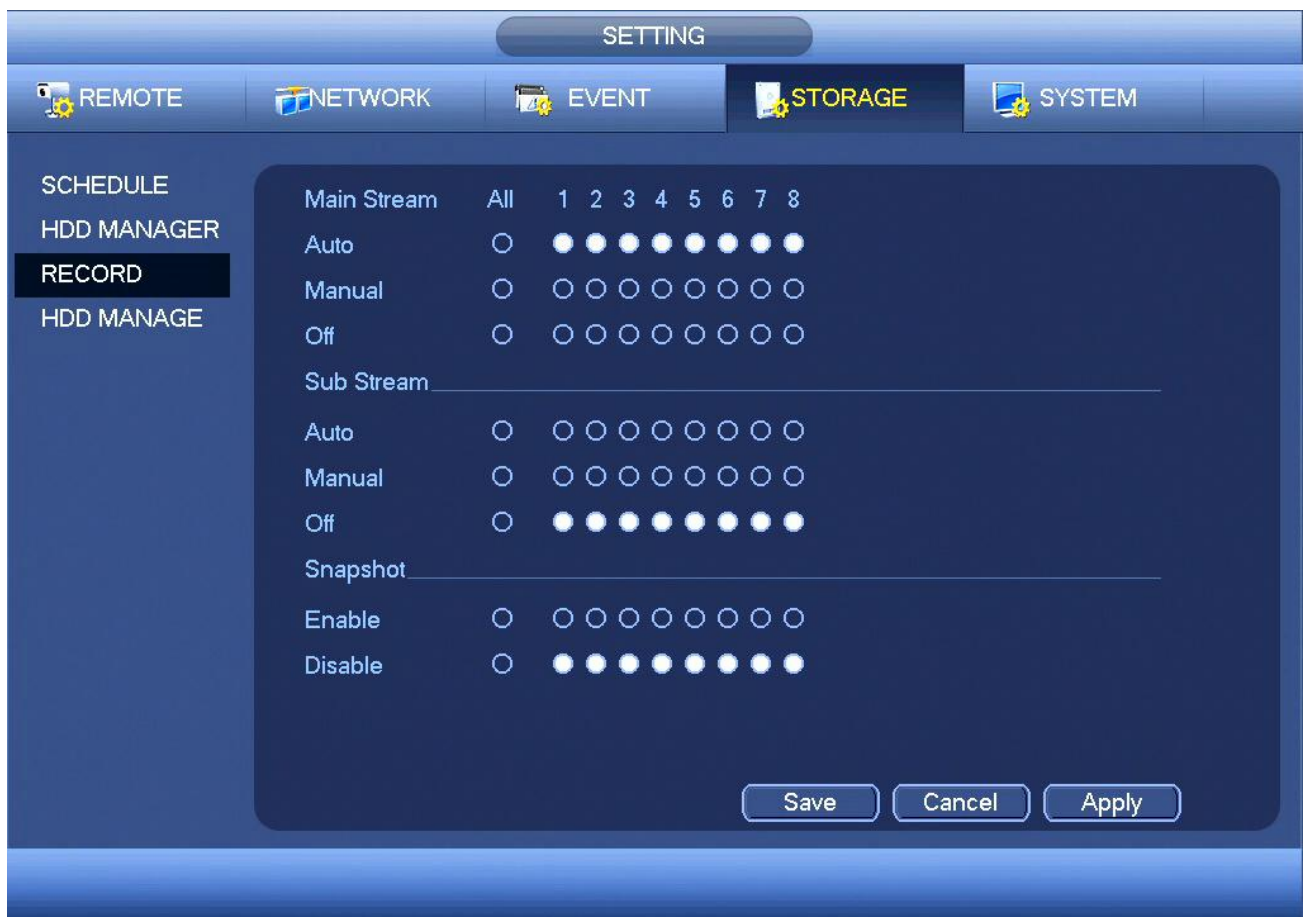 SETTING
REMOTE NETWORK EVENT STORAGE SYSTEM
SCHEDULE
HDD MANAGER
RECORD
HDD MANAGE
Main Stream All 1 2 3 4 5 6 7 8
Auto
Manual
Off
Sub Stream
Auto
Manual
Off
Snapshot
Enable
Disable
Save Cancel Apply